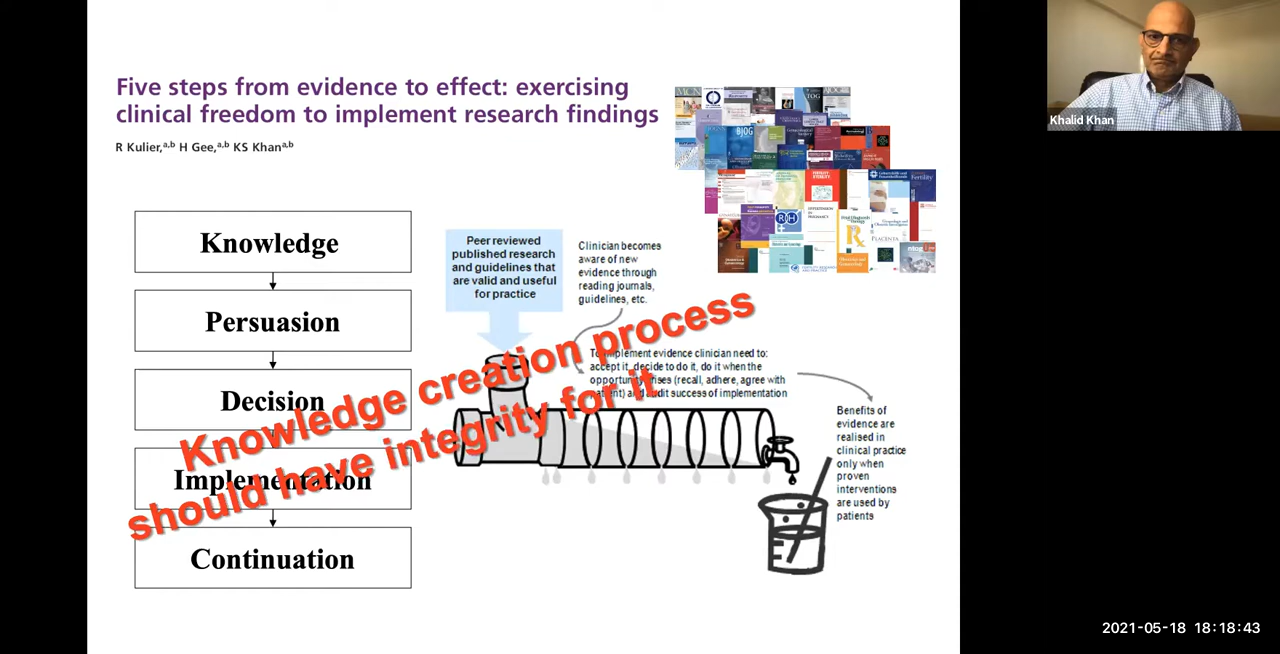 Five steps from evidence to effect: exercising
clinical freedom to implement research findings
R Kulier,a,b H Gee,a,b KS Khana,b
Knowledge
Persuasion
Decision
Implementation
Continuation
Peer reviewed
published research
and guidelines that
are valid and useful
for practice
Clinician becomes
aware of new
evidence through
reading journals,
guidelines, etc.
To implement evidence clinician need to:
accept it, decide to do it, do it when the
opportunity arises (recall, adhere, agree with
patient) and audit success of implementation
Benefits of
evidence are
realised in
clinical practice
only when
proven
interventions
are used by
patients
Knowledge creation process
should have integrity for it
MCN
TOG
BJOG
Fertility
PLACENTA
Khalid Khan
2021-05-18 18:18:43